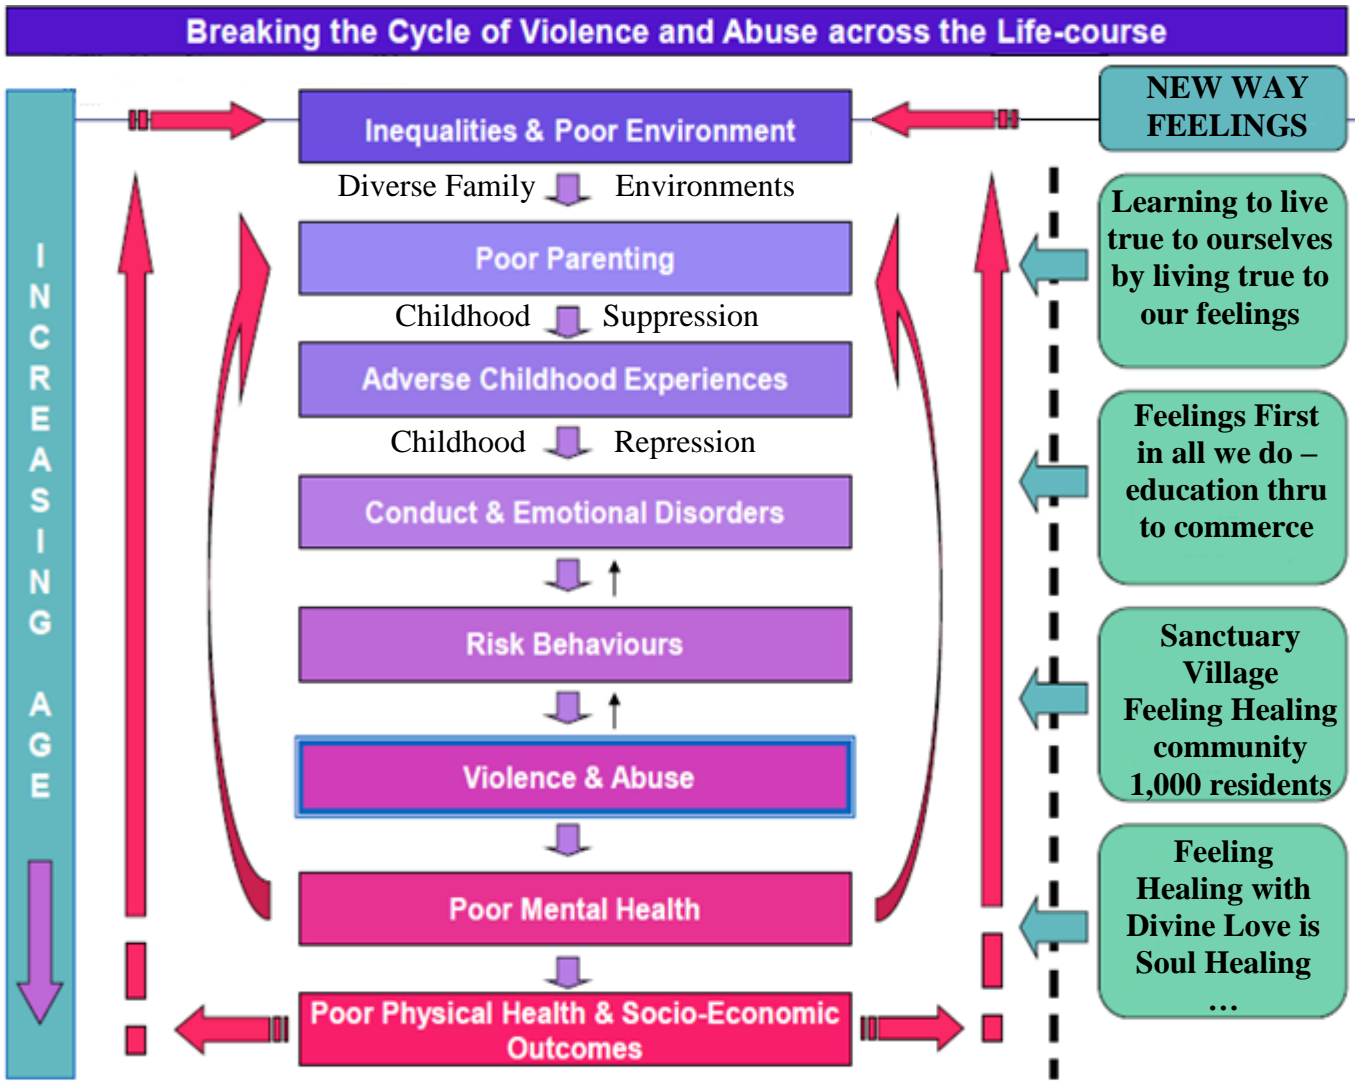 Breaking the Cycle of Violence and Abuse across the Life-course
INCREASING AGE
Inequalities & Poor Environment
Diverse Family Environments
Poor Parenting
Childhood Suppression
Adverse Childhood Experiences
Childhood Repression
Conduct & Emotional Disorders
Risk Behaviours
Violence & Abuse
Poor Mental Health
Poor Physical Health & Socio-Economic
Outcomes
NEW WAY
FEELINGS
Learning to live
true to ourselves
by living true to
our feelings
Feelings First
in all we do –
education thru
to commerce
Sanctuary
Village
Feeling Healing
community
1,000 residents
Feeling
Healing with
Divine Love is
Soul Healing
…